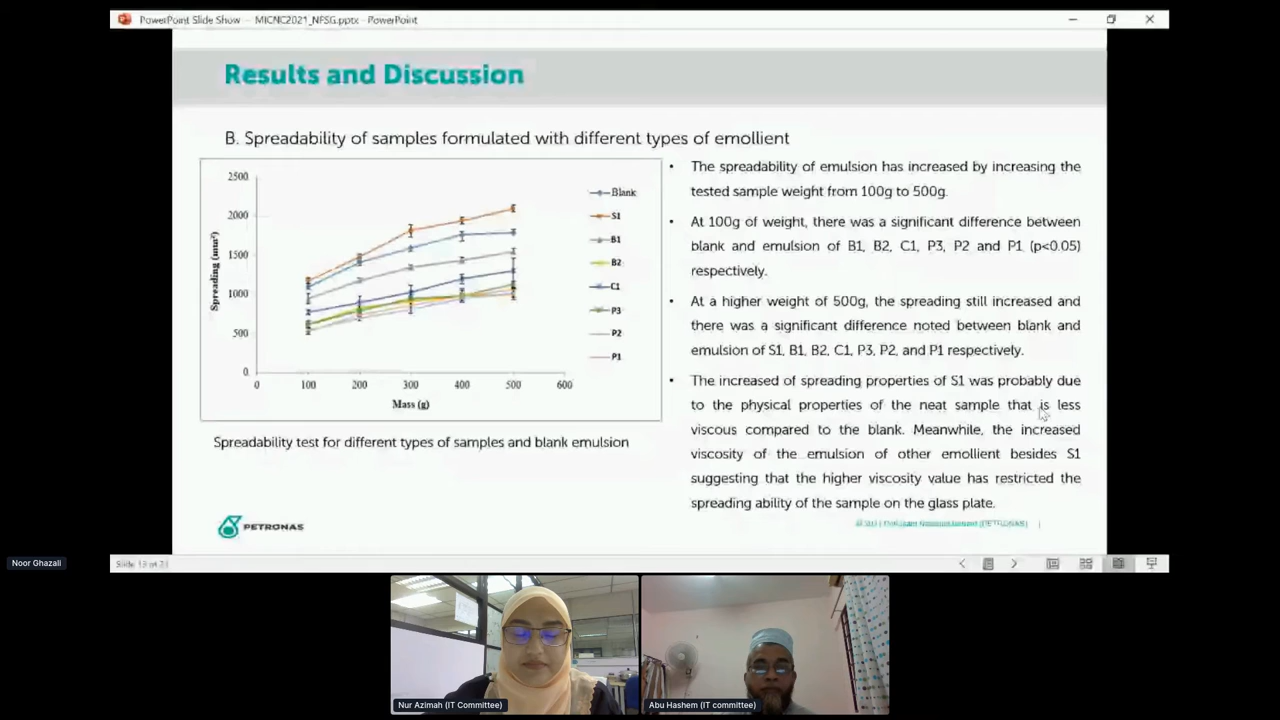 PowerPoint Slide Show - MICNC2021_NFSG.pptx - PowerPoint
Results and Discussion
B. Spreadability of samples formulated with different types of emollient
2500
2000
1500
1000
500
0
0
100
200
300
400
500
600
Spreading (mm²)
Mass (g)
Blank
S1
B1
B2
C1
P3
P2
P1
Spreadability test for different types of samples and blank emulsion
• The spreadability of emulsion has increased by increasing the
tested sample weight from 100g to 500g.
• At 100g of weight, there was a significant difference between
blank and emulsion of B1, B2, C1, P3, P2 and P1 (p<0.05)
respectively.
• At a higher weight of 500g, the spreading still increased and
there was a significant difference noted between blank and
emulsion of S1, B1, B2, C1, P3, P2, and P1 respectively.
• The increased of spreading properties of S1 was probably due
to the physical properties of the neat sample that is less
viscous compared to the blank. Meanwhile, the increased
viscosity of the emulsion of other emollient besides S1
suggesting that the higher viscosity value has restricted the
spreading ability of the sample on the glass plate.
PETRONAS
(PETRONAS)
Noor Ghazali
Slide 13 of
Nur Azimah (IT Committee)
Abu Hashem (IT committee)